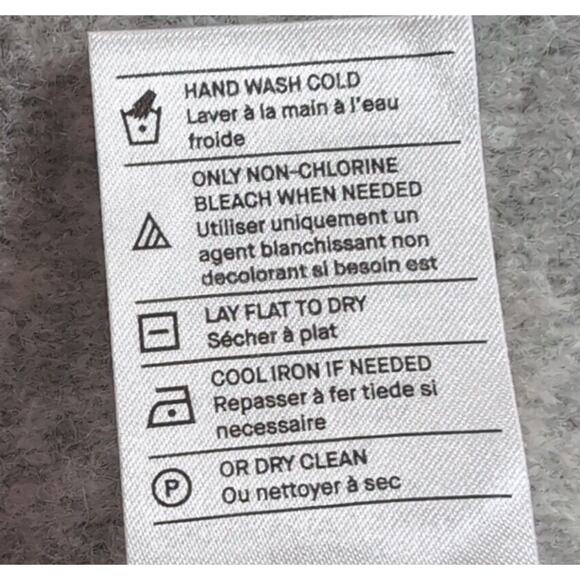 HAND WASH COLD
Laver à la main à l'eau
froide
ONLY NON-CHLORINE
BLEACH WHEN NEEDED
Utiliser uniquement un
agent blanchissant non
decolorant si besoin est
LAY FLAT TO DRY
Sécher à plat
COOL IRON IF NEEDED
Repasser à fer tiede si
necessaire
P
OR DRY CLEAN
Ou nettoyer à sec